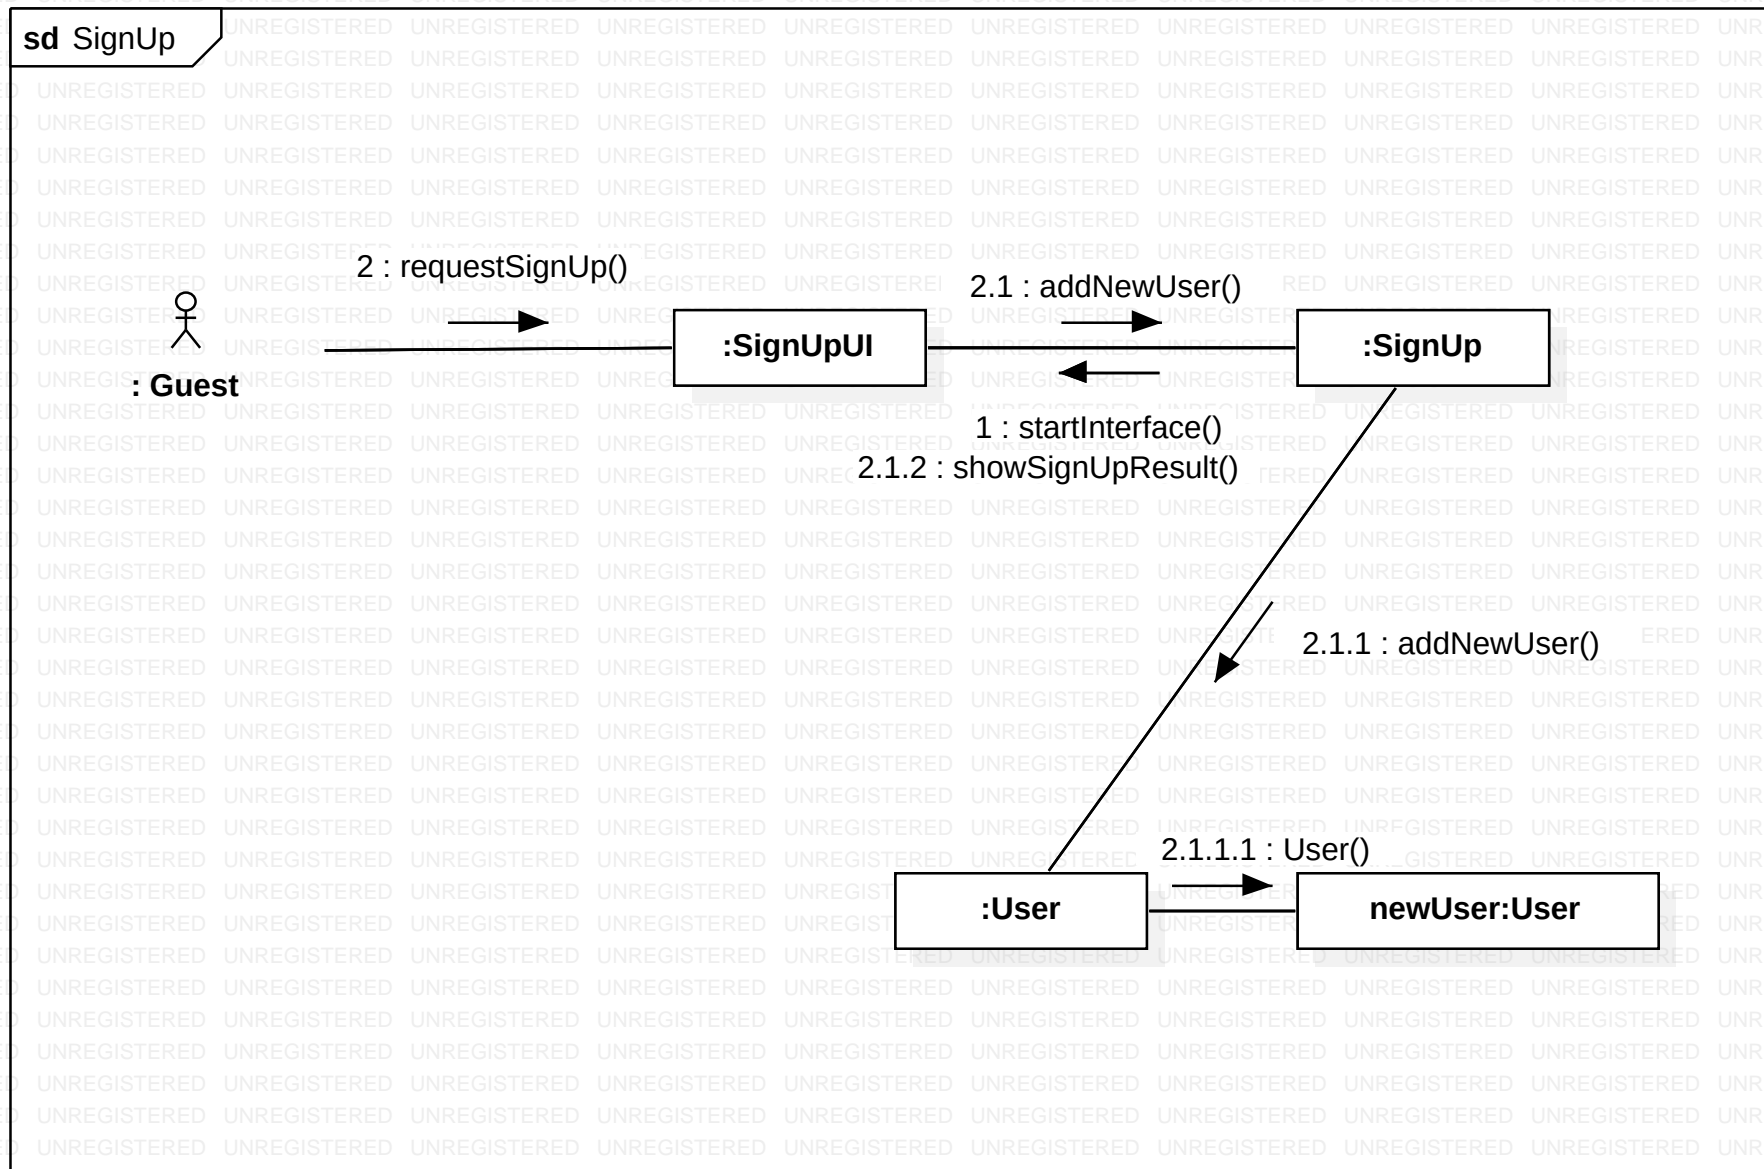 sd SignUp
2 : requestSignUp()
2.1 : addNewUser()
:SignUpUI
:SignUp
: Guest
1 : startInterface()
2.1.2 : showSignUpResult()
2.1.1 : addNewUser()
2.1.1.1 : User()
:User
newUser:User
UNREGISTERED